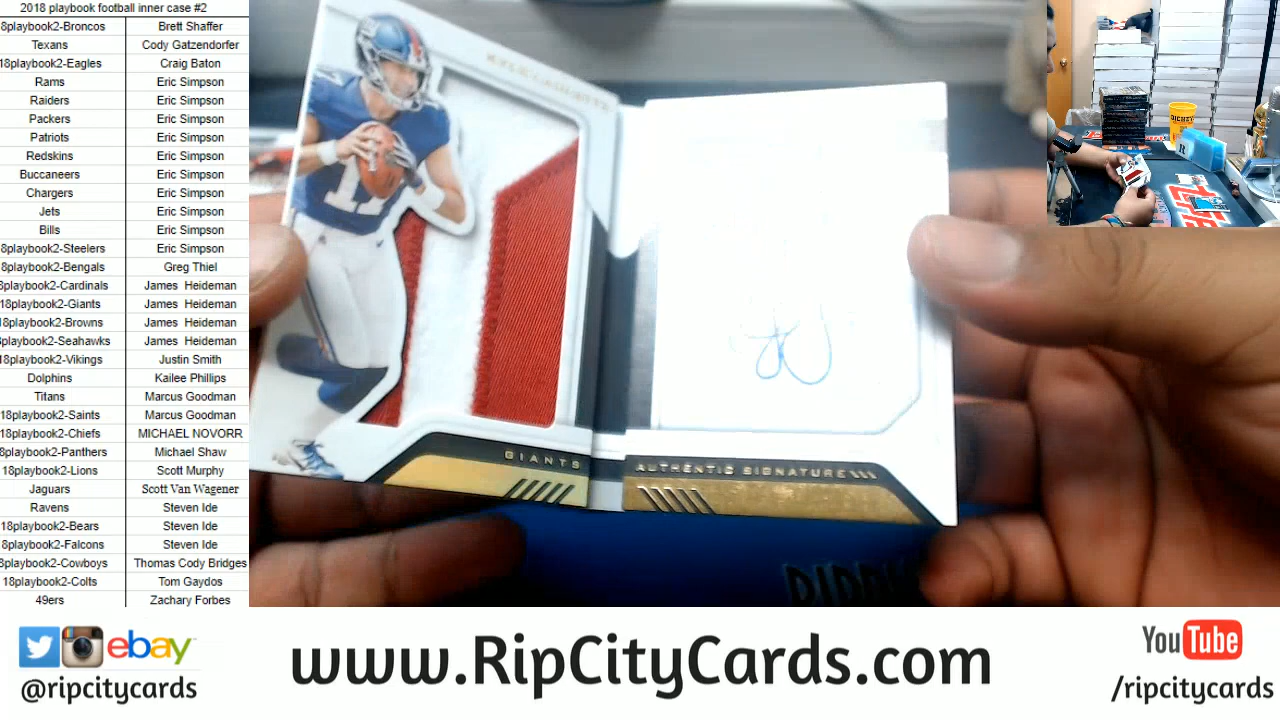 2018 playbook football inner case #2
8playbook2-Broncos Brett Shaffer
Texans Cody Gatzendorfer
18playbook2-Eagles Craig Baton
Rams Eric Simpson
Raiders Eric Simpson
Packers Eric Simpson
Patriots Eric Simpson
Redskins Eric Simpson
Buccaneers Eric Simpson
Chargers Eric Simpson
Jets Eric Simpson
Bills Eric Simpson
8playbook2-Steelers Eric Simpson
8playbook2-Bengals Greg Thiel
8playbook2-Cardinals James Heideman
18playbook2-Giants James Heideman
18playbook2-Browns James Heideman
8playbook2-Seahawks James Heideman
18playbook2-Vikings Justin Smith
Dolphins Kailee Phillips
Titans Marcus Goodman
18playbook2-Saints Marcus Goodman
18playbook2-Chiefs MICHAEL NOVORR
8playbook2-Panthers Michael Shaw
18playbook2-Lions Scott Murphy
Jaguars Scott Van Wagener
Ravens Steven Ide
18playbook2-Bears Steven Ide
8playbook2-Falcons Steven Ide
8playbook2-Cowboys Thomas Cody Bridges
18playbook2-Colts Tom Gaydos
49ers Zachary Forbes
17
GIANTS
AUTHENTIC SIGNATURE
ebay
@ripcitycards
www.RipCityCards.com
YouTube
/ripcitycards